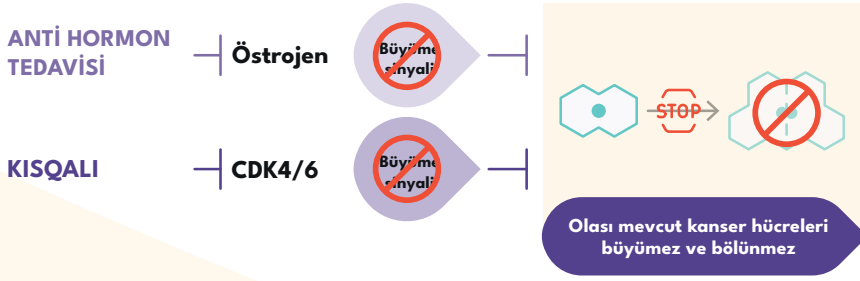 ANTİ HORMON
TEDAVİSİ
Östrojen
Büyüme
sinyali
KISQALI
CDK4/6
Büyüme
sinyali
STOP
Olası mevcut kanser hücreleri
büyümez ve bölünmez